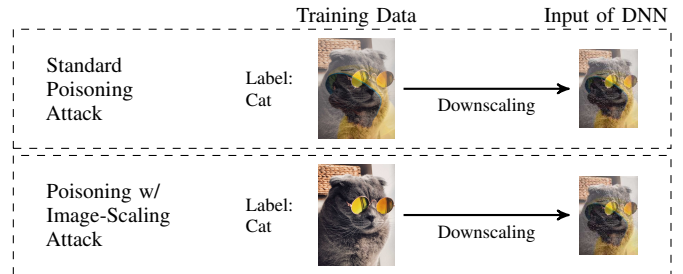 Training Data
Input of DNN
Standard
Poisoning
Attack
Label:
Cat
Downscaling
Poisoning w/
Image-Scaling
Attack
Label:
Cat
Downscaling